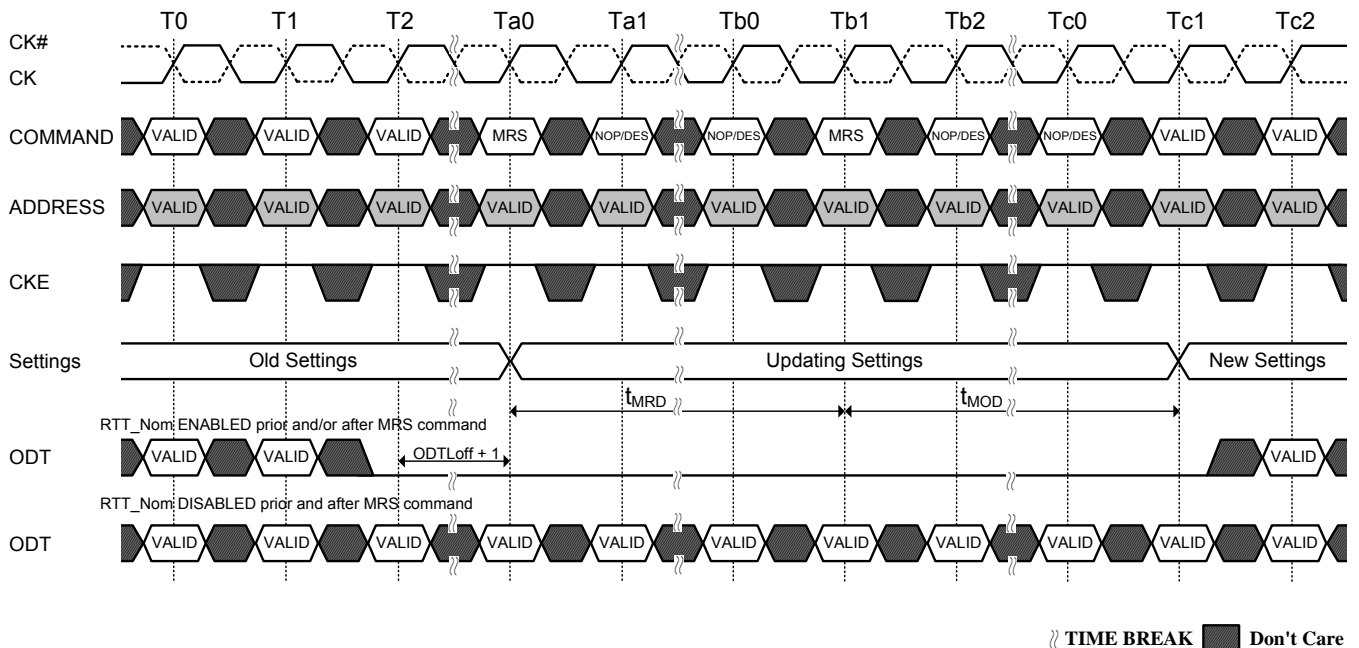 T0 T1 T2 Ta0 Ta1 Tb0 Tb1 Tb2 Tc0 Tc1 Tc2
CK#
CK
COMMAND VALID VALID VALID MRS NOP/DES NOP/DES MRS NOP/DES NOP/DES VALID VALID
ADDRESS VALID VALID VALID VALID VALID VALID VALID VALID VALID VALID VALID
CKE
Settings Old Settings Updating Settings New Settings
tMRD tMOD
RTT_Nom ENABLED prior and/or after MRS command
ODT VALID VALID ODTLoff + 1 VALID
RTT_Nom DISABLED prior and after MRS command
ODT VALID VALID VALID VALID VALID VALID VALID VALID VALID VALID VALID
TIME BREAK Don't Care